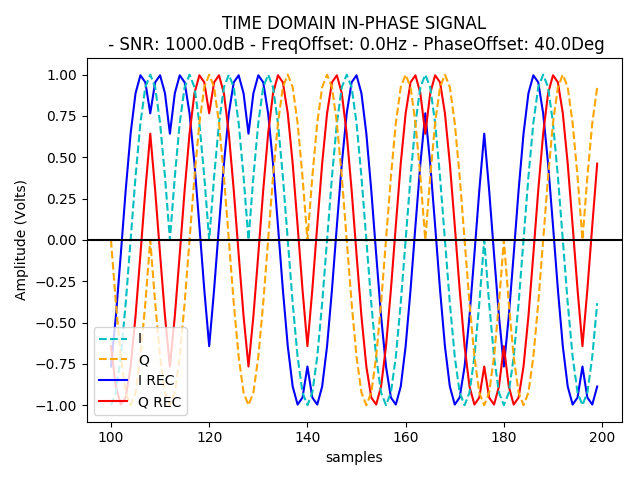 TIME DOMAIN IN-PHASE SIGNAL
- SNR: 1000.0dB - FreqOffset: 0.0Hz - PhaseOffset: 40.0Deg
Amplitude (Volts)
1.00
0.75
0.50
0.25
0.00
−0.25
−0.50
−0.75
−1.00
I
Q
I REC
Q REC
100
120
140
160
180
200
samples